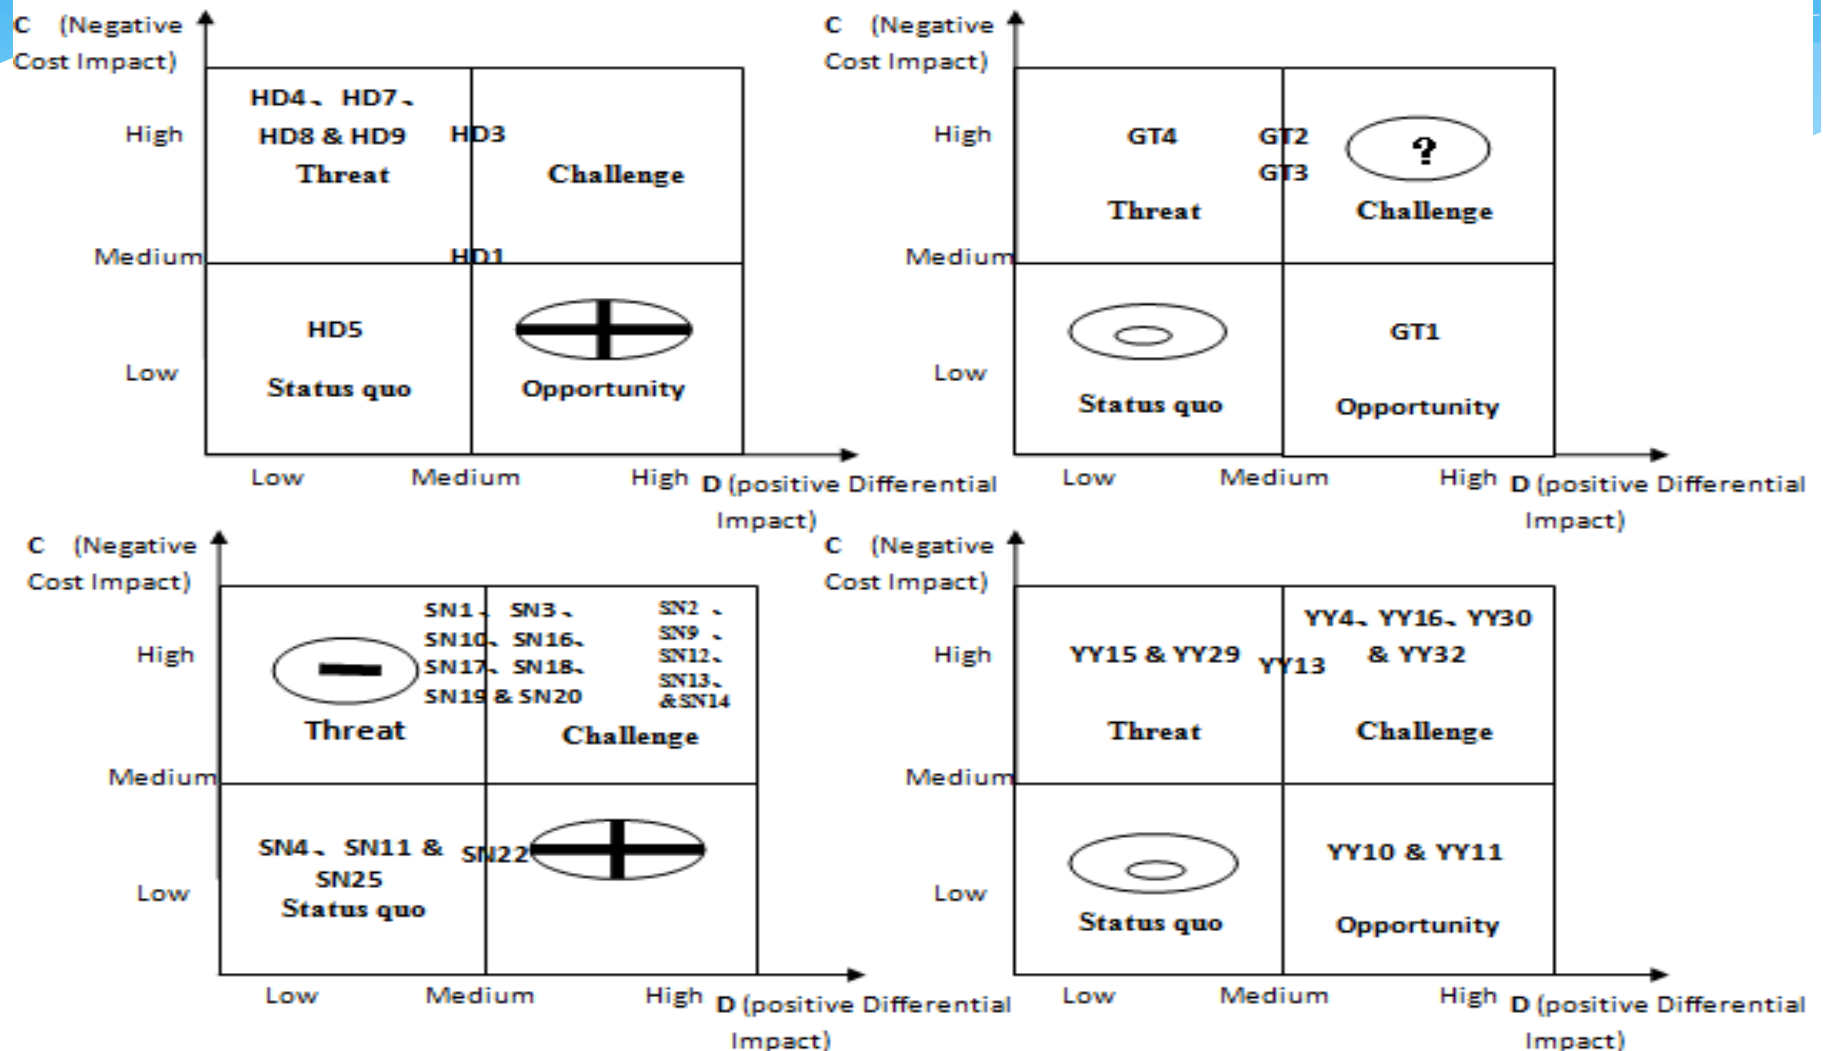 C (Negative
Cost Impact)
HD4、HD7、
High
HD8 & HD9
HD3
Threat
Challenge
Medium
HD1
HD5
Low
Status quo
Opportunity
Low
Medium
High
D (positive Differential
Impact)
C (Negative
Cost Impact)
High
GT4
GT2
?
GT3
Threat
Challenge
Medium
GT1
Low
Status quo
Opportunity
Low
Medium
High
D (positive Differential
Impact)
C (Negative
Cost Impact)
SN1、SN3、
SN2、
SN10、SN16、
SN9、
High
SN17、SN18、
SN12、
SN19 & SN20
SN13、
&SN14
Threat
Challenge
Medium
SN4、SN11 &
SN22
SN25
Low
Status quo
Low
Medium
High
D (positive Differential
Impact)
C (Negative
Cost Impact)
YY4、YY16、YY30
High
YY15 & YY29
YY13
& YY32
Threat
Challenge
Medium
YY10 & YY11
Low
Status quo
Opportunity
Low
Medium
High
D (positive Differential
Impact)